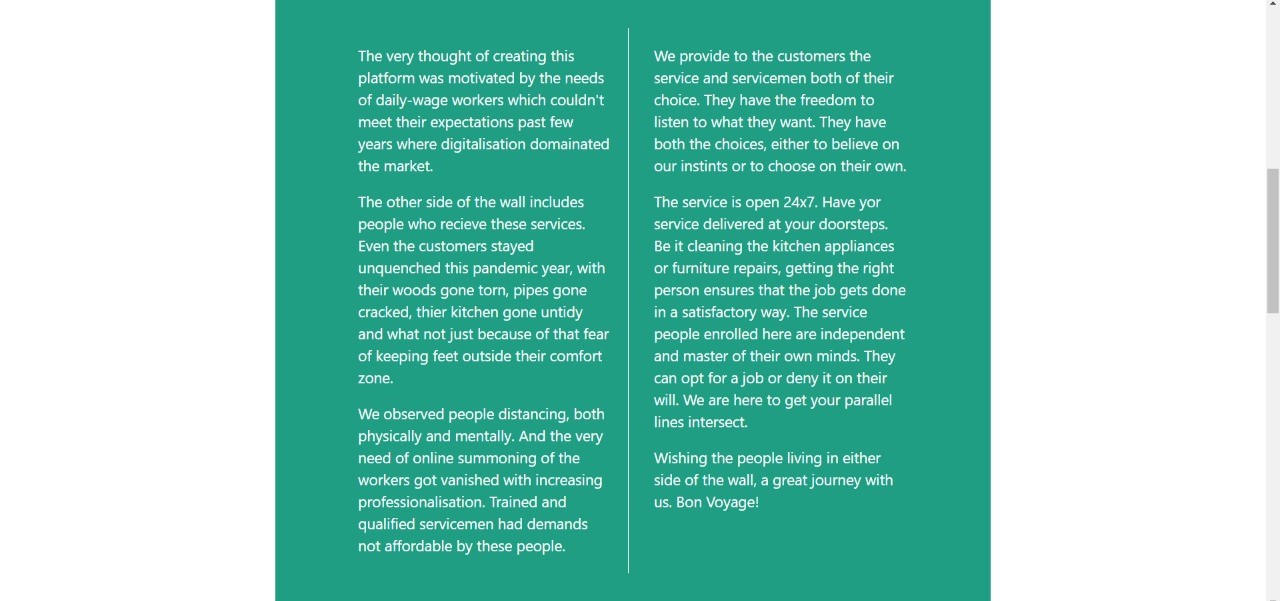 The very thought of creating this
platform was motivated by the needs
of daily-wage workers which couldn't
meet their expectations past few
years where digitalisation domainated
the market.
The other side of the wall includes
people who recieve these services.
Even the customers stayed
unquenched this pandemic year, with
their woods gone torn, pipes gone
cracked, thier kitchen gone untidy
and what not just because of that fear
of keeping feet outside their comfort
zone.
We observed people distancing, both
physically and mentally. And the very
need of online summoning of the
workers got vanished with increasing
professionalisation. Trained and
qualified servicemen had demands
not affordable by these people.
We provide to the customers the
service and servicemen both of their
choice. They have the freedom to
listen to what they want. They have
both the choices, either to believe on
our instints or to choose on their own.
The service is open 24x7. Have yor
service delivered at your doorsteps.
Be it cleaning the kitchen appliances
or furniture repairs, getting the right
person ensures that the job gets done
in a satisfactory way. The service
people enrolled here are independent
and master of their own minds. They
can opt for a job or deny it on their
will. We are here to get your parallel
lines intersect.
Wishing the people living in either
side of the wall, a great journey with
us. Bon Voyage!